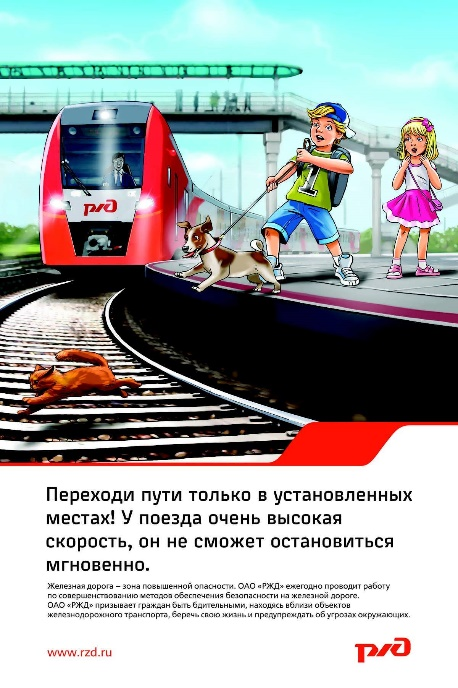 РЖД
Переходи пути только в установленных
местах! У поезда очень высокая
скорость, он не сможет остановиться
мгновенно.
Железная дорога – зона повышенной опасности. ОАО «РЖД» ежегодно проводит работу
по совершенствованию методов обеспечения безопасности на железной дороге.
ОАО «РЖД» призывает граждан быть бдительными, находясь вблизи объектов
железнодорожного транспорта, беречь свою жизнь и предупреждать об угрозах окружающих.
www.rzd.ru
РЖД